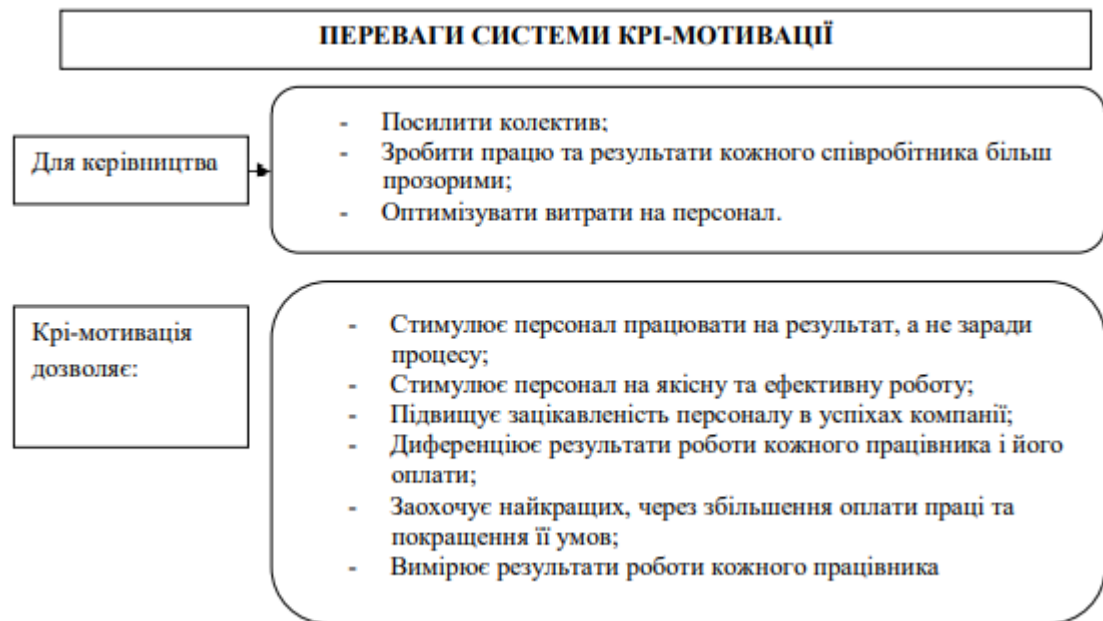 ПЕРЕВАГИ СИСТЕМИ КРІ-МОТИВАЦІЇ
Для керівництва
- Посилити колектив;
- Зробити працю та результати кожного співробітника більш
прозорими;
- Оптимізувати витрати на персонал.
Крі-мотивація
дозволяє:
- Стимулює персонал працювати на результат, а не заради
процесу;
- Стимулює персонал на якісну та ефективну роботу;
- Підвищує зацікавленість персоналу в успіхах компанії;
- Диференціює результати роботи кожного працівника і його
оплати;
- Заохочує найкращих, через збільшення оплати праці та
покращення її умов;
- Вимірює результати роботи кожного працівника